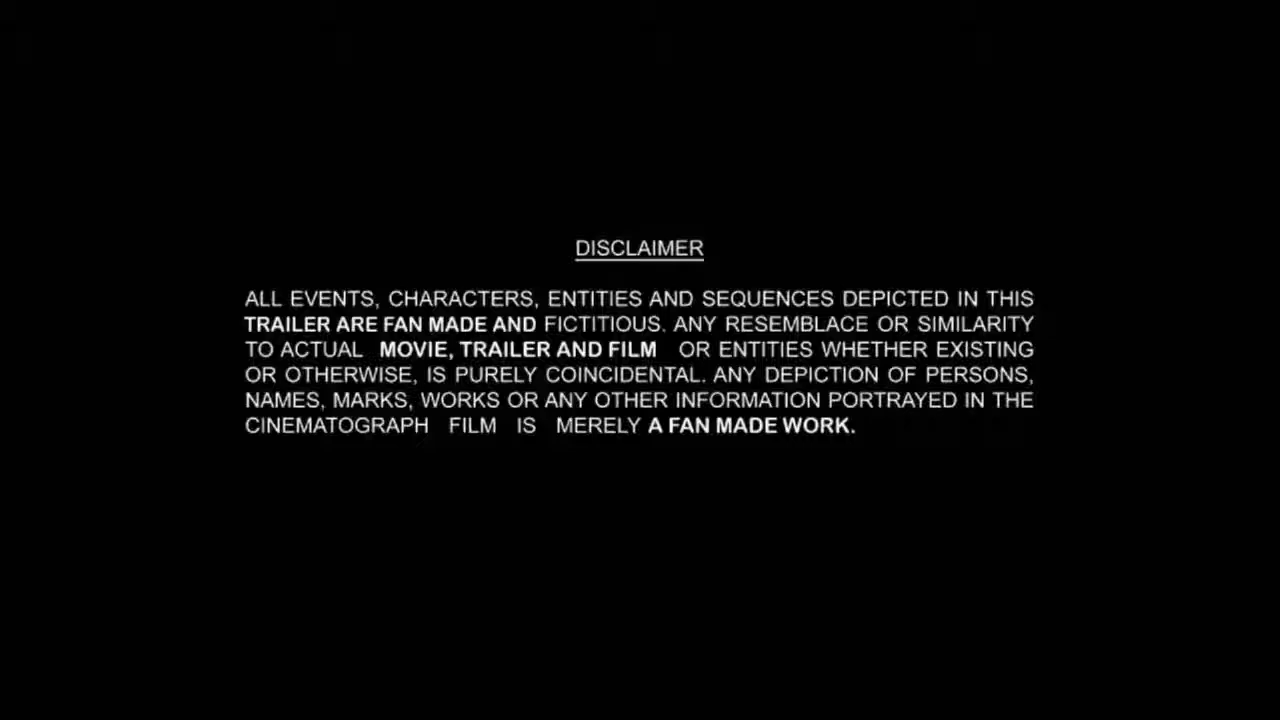 DISCLAIMER
ALL EVENTS, CHARACTERS, ENTITIES AND SEQUENCES DEPICTED IN THIS
TRAILER ARE FAN MADE AND FICTITIOUS. ANY RESEMBLACE OR SIMILARITY
TO ACTUAL MOVIE, TRAILER AND FILM OR ENTITIES WHETHER EXISTING
OR OTHERWISE, IS PURELY COINCIDENTAL. ANY DEPICTION OF PERSONS,
NAMES, MARKS, WORKS OR ANY OTHER INFORMATION PORTRAYED IN THE
CINEMATOGRAPH FILM IS MERELY A FAN MADE WORK.